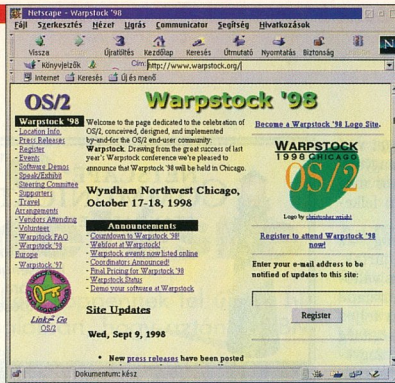 Netscape - Warpstock '98
Fájl Szerkesztés Nézet Ugrás Communicator Segítség Hivatkozások
Vissza Újratöltés Kezdőlap Keresés Útmutató Nyomtatás Biztonság
Könyvjelzők Cím: http://www.warpstock.org/
Internet Keresés Új és menő
OS/2
Warpstock '98
Warpstock '98
- Location Info.
- Press Releases
- Register
- Events
- Software Demos
- Speak/Exhibit
- Steering Committee
- Supporters
- Travel
Arrangements
- Vendors Attending
- Volunteer
- Warpstock FAQ
- Warpstock '98
Europe
- Warpstock '97
Links Go
OS/2
Welcome to the page dedicated to the celebration of
OS/2, conceived, designed, and implemented
by-and-for the OS/2 end-user community:
Warpstock. Drawing from the great success of last
year's Warpstock conference we're pleased to
announce that Warpstock '98 will be held in Chicago.
Wyndham Northwest Chicago,
October 17-18, 1998
Announcements
- Countdown to Warpstock '98!
- Wahloot at Warpstock!
- Warpstock events now listed online
- Coordinators Announced!
- Final Pricing for Warpstock '98
- Warpstock Status
- Demo your software at Warpstock
Site Updates
Wed, Sept 9, 1998
• New press releases have been posted
Become a Warpstock '98 Logo Site.
WARPSTOCK
1998 CHICAGO
OS/2
Logo by christopher wright
Register to attend Warpstock '98
now!
Enter your e-mail address to be
notified of updates to this site:
Register
Dokumentum: kész